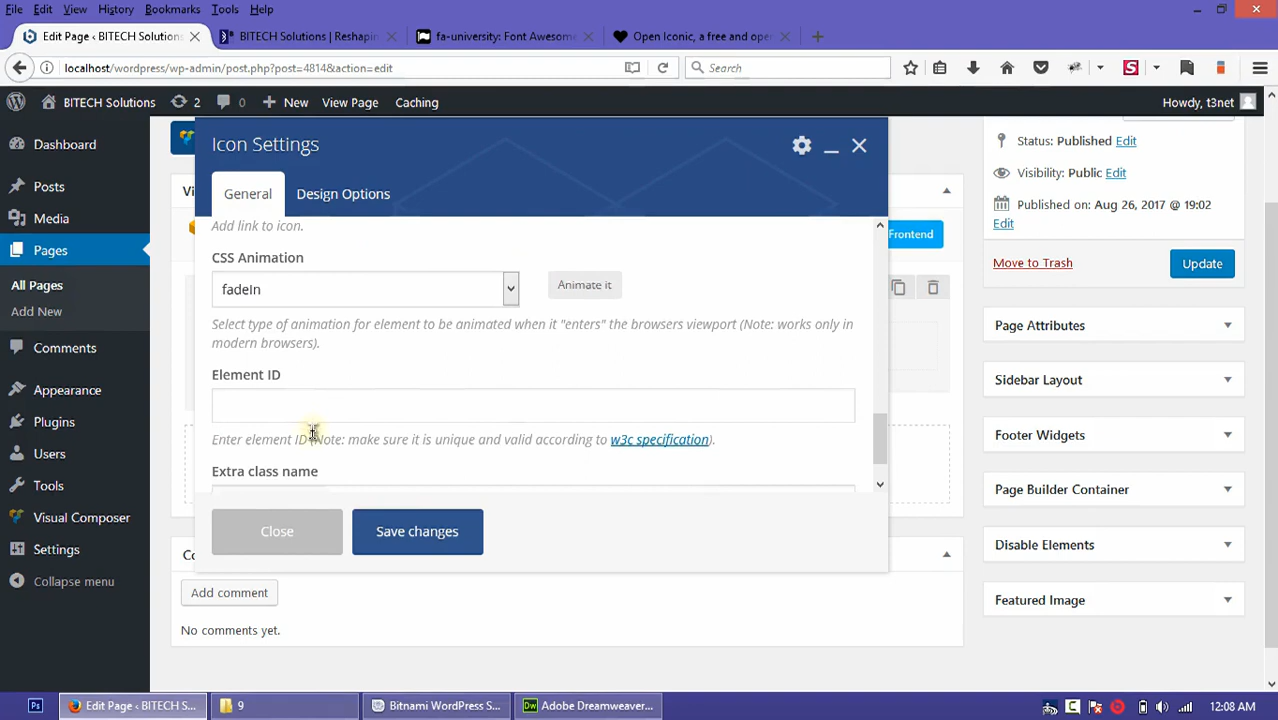 File Edit View History Bookmarks Tools Help
Edit Page ‹ BITECH Solutions
BITECH Solutions | Reshapin
fa-university: Font Awesome
Open Iconic, a free and open
localhost/wordpress/wp-admin/post.php?post=4814&action=edit
Search
BITECH Solutions 2 0 New View Page Caching Howdy, t3net
Dashboard
Posts
Media
Pages
All Pages
Add New
Comments
Appearance
Plugins
Users
Tools
Visual Composer
Settings
Collapse menu
Icon Settings
General Design Options
Add link to icon.
CSS Animation
fadeIn
Animate it
Select type of animation for element to be animated when it "enters" the browsers viewport (Note: works only in
modern browsers).
Element ID
Enter element ID (Note: make sure it is unique and valid according to w3c specification).
Extra class name
Close Save changes
Frontend
Add comment
No comments yet.
Status: Published Edit
Visibility: Public Edit
Published on: Aug 26, 2017 @ 19:02
Edit
Move to Trash Update
Page Attributes
Sidebar Layout
Footer Widgets
Page Builder Container
Disable Elements
Featured Image
Ps Edit Page ‹ BITECH S... 9 Bitnami WordPress S... Dw Adobe Dreamweaver... 12:08 AM